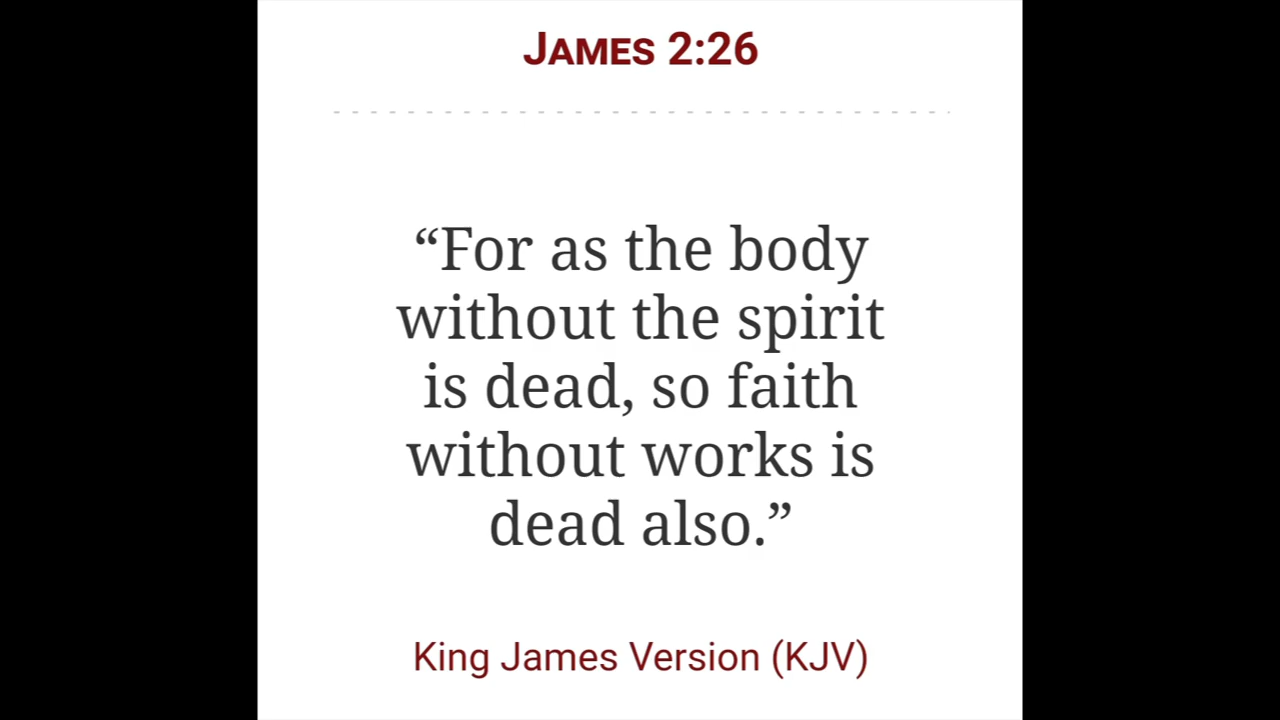 JAMES 2:26
“For as the body
without the spirit
is dead, so faith
without works is
dead also.”
King James Version (KJV)